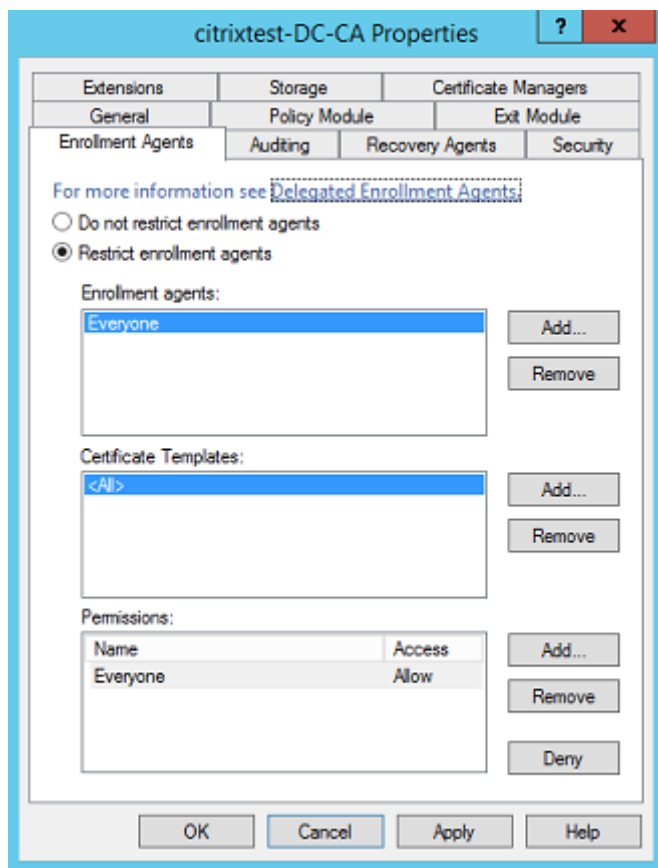 citrixtest-DC-CA Properties
?
x
Extensions
Storage
Certificate Managers
General
Policy Module
Exit Module
Enrollment Agents
Auditing
Recovery Agents
Security
For more information see Delegated Enrollment Agents.
Do not restrict enrollment agents
Restrict enrollment agents
Enrollment agents:
Everyone
Add...
Remove
Certificate Templates:
<All>
Add...
Remove
Permissions:
Name
Access
Everyone
Allow
Add...
Remove
Deny
OK
Cancel
Apply
Help